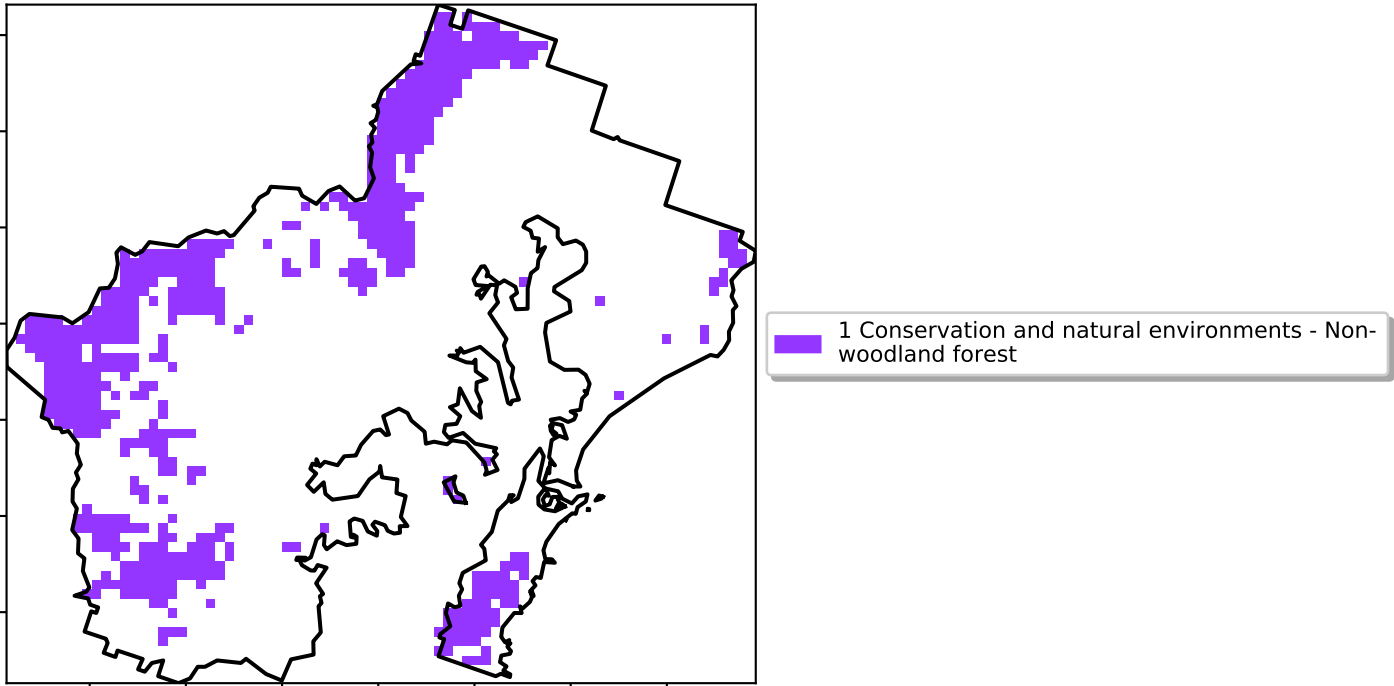 1 Conservation and natural environments - Non-
woodland forest